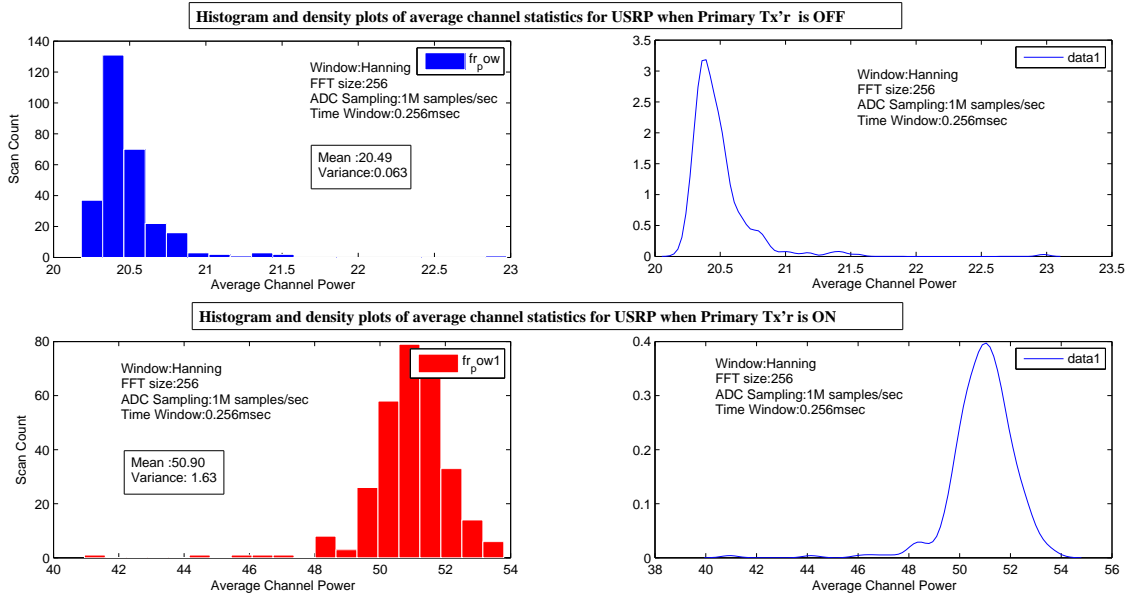 Histogram and density plots of average channel statistics for USRP when Primary Tx'r is OFF
140
120
100
80
60
40
20
0
20
20.5
21
21.5
22
22.5
23
Scan Count
Average Channel Power
fr_pow
Window:Hanning
FFT size:256
ADC Sampling:1M samples/sec
Time Window:0.256msec
Mean :20.49
Variance:0.063
3.5
3
2.5
2
1.5
1
0.5
0
20
20.5
21
21.5
22
22.5
23
23.5
Average Channel Power
data1
Window:Hanning
FFT size:256
ADC Sampling:1M samples/sec
Time Window:0.256msec
Histogram and density plots of average channel statistics for USRP when Primary Tx'r is ON
80
60
40
20
0
40
42
44
46
48
50
52
54
Scan Count
Average Channel Power
fr_pow1
Window:Hanning
FFT size:256
ADC Sampling:1M samples/sec
Time Window:0.256msec
Mean :50.90
Variance: 1.63
0.4
0.3
0.2
0.1
0
38
40
42
44
46
48
50
52
54
56
Average Channel Power
data1
Window:Hanning
FFT size:256
ADC Sampling:1M samples/sec
Time Window:0.256msec